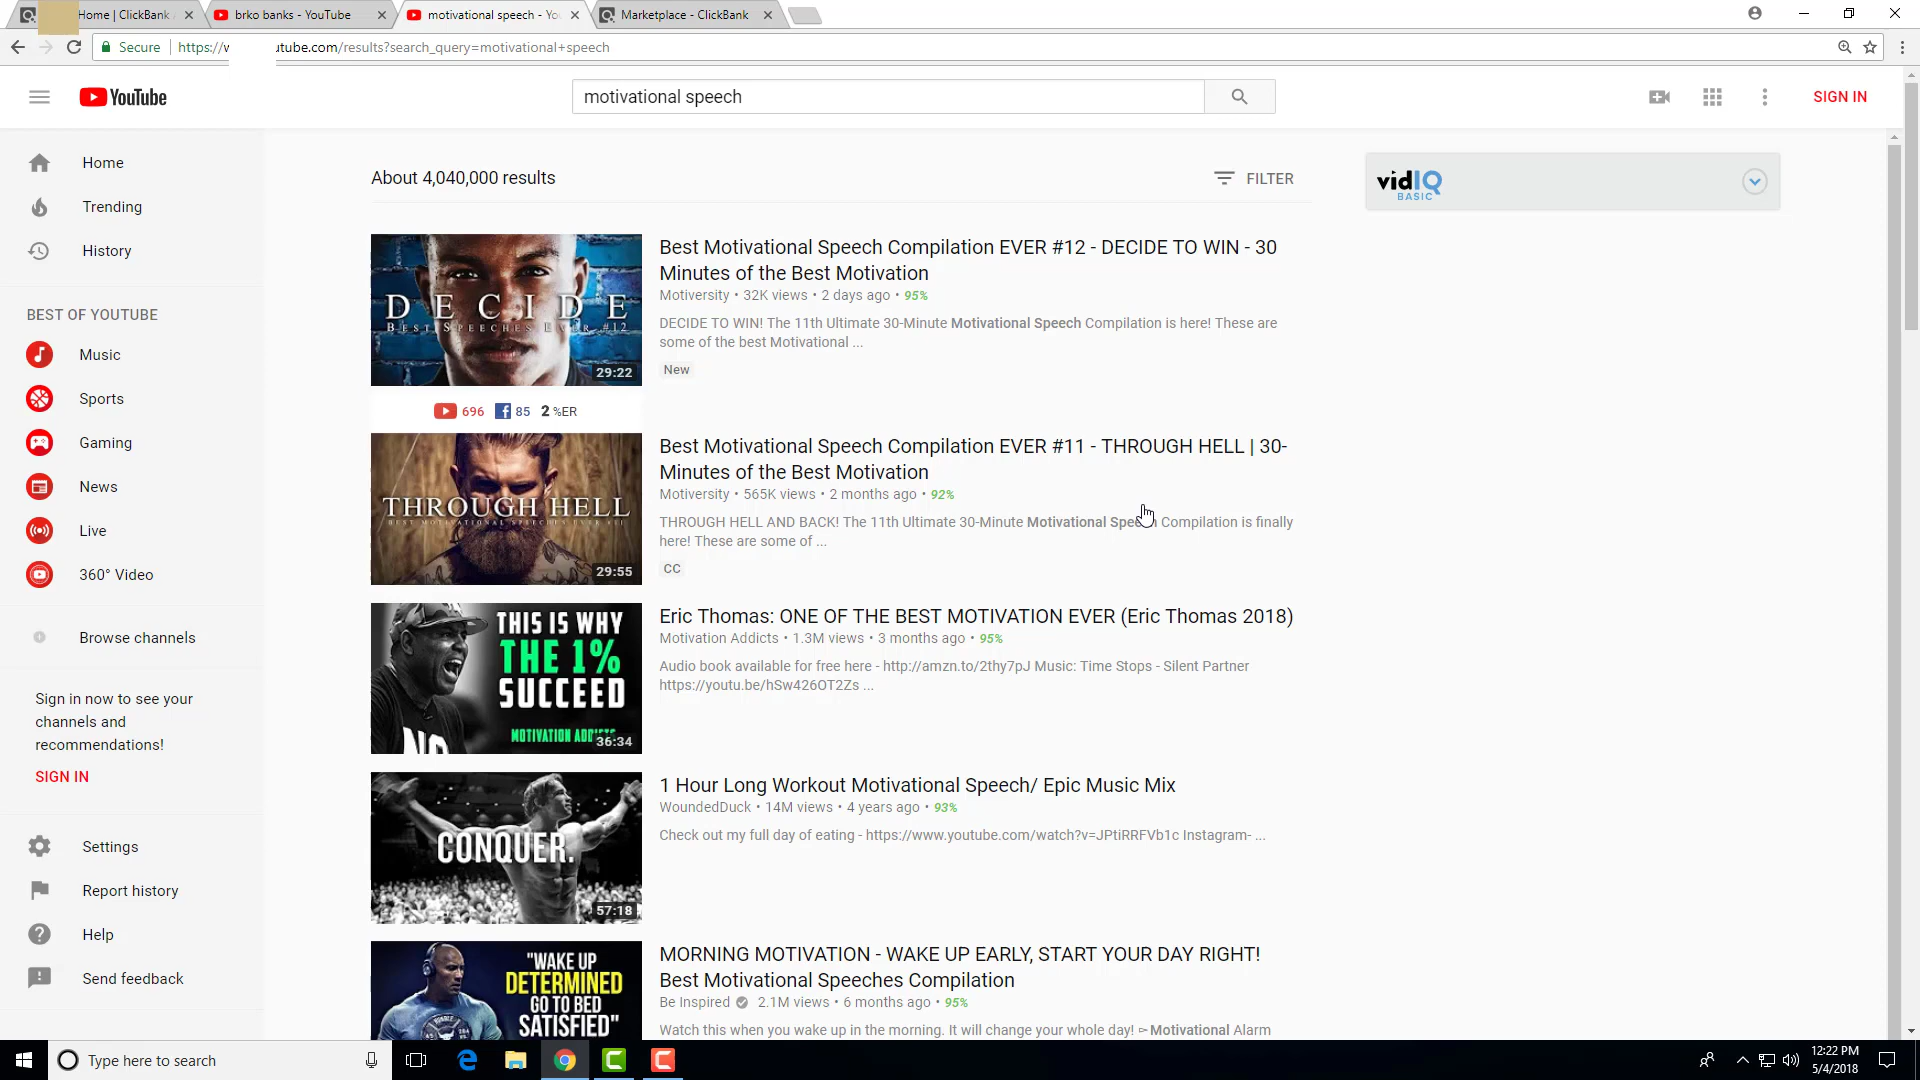 Home | ClickBank
brko banks - YouTube
motivational speech - Yo
Marketplace - ClickBank
Secure
https://w
utube.com/results?search_query=motivational+speech
YouTube
motivational speech
SIGN IN
Home
Trending
History
BEST OF YOUTUBE
Music
Sports
Gaming
News
Live
360° Video
Browse channels
Sign in now to see your
channels and
recommendations!
SIGN IN
Settings
Report history
Help
Send feedback
About 4,040,000 results
FILTER
vidIQ
BASIC
DECIDE
BEST SPEECHES EVER #12
29:22
Best Motivational Speech Compilation EVER #12 - DECIDE TO WIN - 30
Minutes of the Best Motivation
Motiversity • 32K views • 2 days ago • 95%
DECIDE TO WIN! The 11th Ultimate 30-Minute Motivational Speech Compilation is here! These are
some of the best Motivational ...
New
696 85 2 %ER
THROUGH HELL
BEST MOTIVATIONAL SPEECHES EVER #11
29:55
Best Motivational Speech Compilation EVER #11 - THROUGH HELL | 30-
Minutes of the Best Motivation
Motiversity • 565K views • 2 months ago • 92%
THROUGH HELL AND BACK! The 11th Ultimate 30-Minute Motivational Speech Compilation is finally
here! These are some of ...
CC
THIS IS WHY
THE 1%
SUCCEED
MOTIVATION ADDICTS
36:34
Eric Thomas: ONE OF THE BEST MOTIVATION EVER (Eric Thomas 2018)
Motivation Addicts • 1.3M views • 3 months ago • 95%
Audio book available for free here - http://amzn.to/2thy7pJ Music: Time Stops - Silent Partner
https://youtu.be/hSw426OT2Zs ...
CONQUER.
57:18
1 Hour Long Workout Motivational Speech/ Epic Music Mix
WoundedDuck • 14M views • 4 years ago • 93%
Check out my full day of eating - https://www.youtube.com/watch?v=JPtiRRFVb1c Instagram- ...
"WAKE UP
DETERMINED
GO TO BED
SATISFIED"
MORNING MOTIVATION - WAKE UP EARLY, START YOUR DAY RIGHT!
Best Motivational Speeches Compilation
Be Inspired 2.1M views • 6 months ago • 95%
Watch this when you wake up in the morning. It will change your whole day! ➳ Motivational Alarm
Type here to search
12:22 PM
5/4/2018